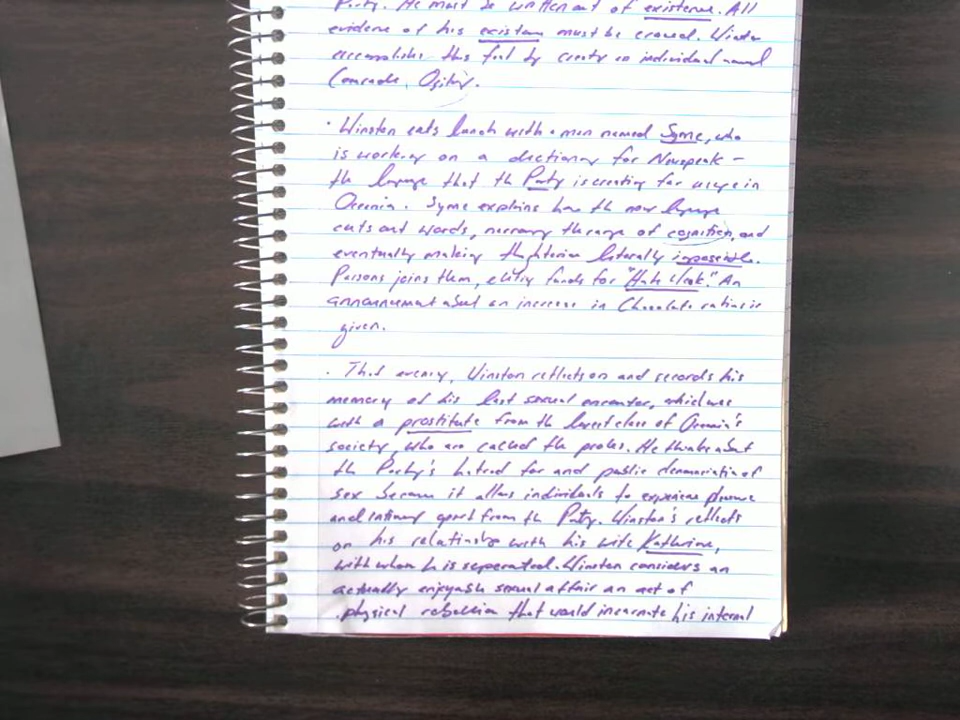 Party. He must be written out of existence. All
evidence of his existence must be erased. Winston
accomplishes this feat by creating an individual named
Comrade, Ogilvy.
· Winston eats lunch with a man named Syme, who
is working on a dictionary for Newspeak –
the language that the Party is creating for usage in
Oceania. Syme explains how the new language
cuts out words, narrowing the range of cognition, and
eventually making thoughtcrime literally impossible.
Parsons joins them, eliciting funds for "Hate Week". An
announcement about an increase in Chocolate rations is
given.
· That evening, Winston reflects on and records his
memory of his last sexual encounter, which was
with a prostitute from the lowest class of Oceania's
society, who are called the proles. He thinks about
the Party's hatred for and public denunciation of
sex because it allows individuals to experience pleasure
and intimacy apart from the Party. Winston's reflects
on his relationship with his wife Katherine,
with whom he is seperated. Winston considers an
actually enjoyable sexual affair an act of
physical rebellion that would incarnate his internal